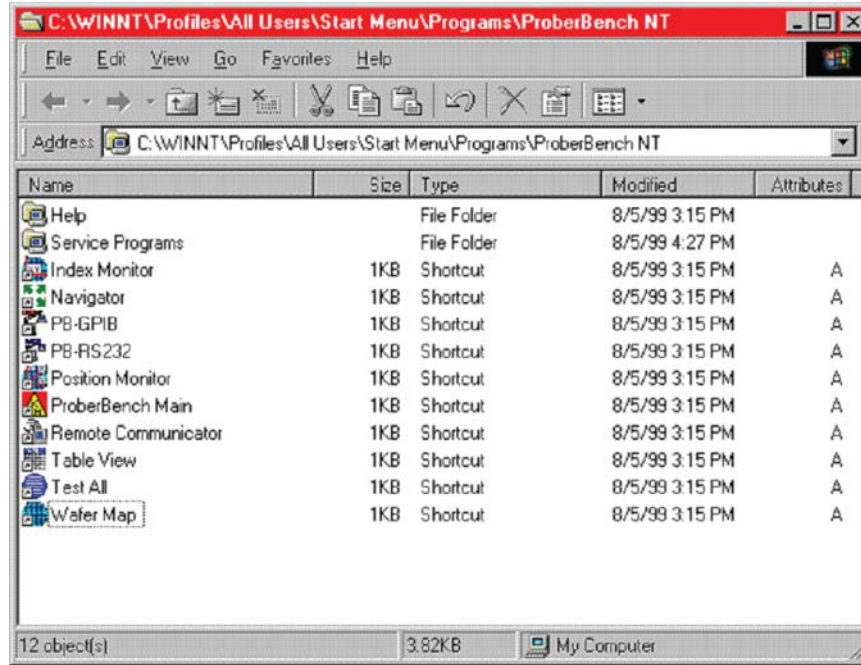 C:\WINNT\Profiles\All Users\Start Menu\Programs\ProberBench NT
File Edit View Go Favorites Help
Address C:\WINNT\Profiles\All Users\Start Menu\Programs\ProberBench NT
Name Size Type Modified Attributes
Help File Folder 8/5/99 3:15 PM
Service Programs File Folder 8/5/99 4:27 PM
Index Monitor 1KB Shortcut 8/5/99 3:15 PM A
Navigator 1KB Shortcut 8/5/99 3:15 PM A
PB-GPIB 1KB Shortcut 8/5/99 3:15 PM A
PB-RS232 1KB Shortcut 8/5/99 3:15 PM A
Position Monitor 1KB Shortcut 8/5/99 3:15 PM A
ProberBench Main 1KB Shortcut 8/5/99 3:15 PM A
Remote Communicator 1KB Shortcut 8/5/99 3:15 PM A
Table View 1KB Shortcut 8/5/99 3:15 PM A
Test All 1KB Shortcut 8/5/99 3:15 PM A
Wafer Map 1KB Shortcut 8/5/99 3:15 PM A
12 object(s) 3.82KB My Computer